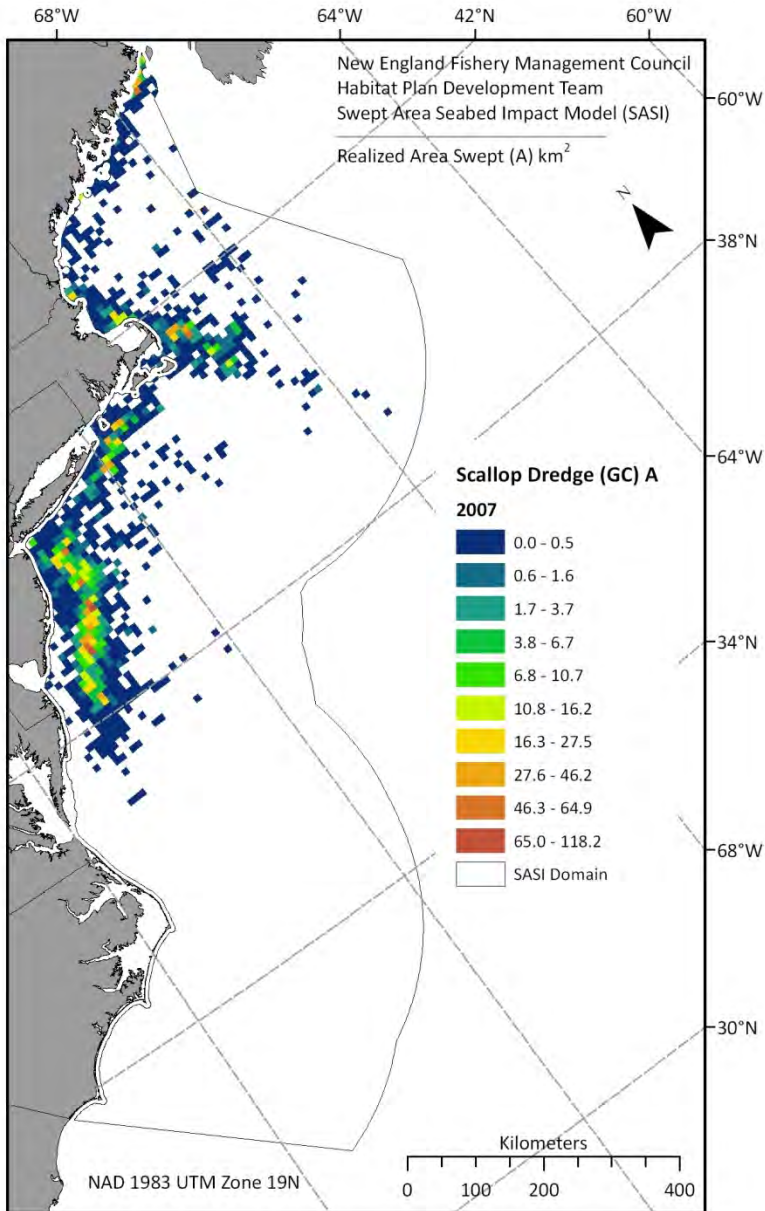 68°W 64°W 42°N 60°W
New England Fishery Management Council
Habitat Plan Development Team
Swept Area Seabed Impact Model (SASI)
Realized Area Swept (A) km²
60°W
N
38°N
64°W
Scallop Dredge (GC) A
2007
0.0 - 0.5
0.6 - 1.6
1.7 - 3.7
3.8 - 6.7
34°N
6.8 - 10.7
10.8 - 16.2
16.3 - 27.5
27.6 - 46.2
46.3 - 64.9
65.0 - 118.2
68°W
SASI Domain
30°N
Kilometers
NAD 1983 UTM Zone 19N
0 100 200 300 400